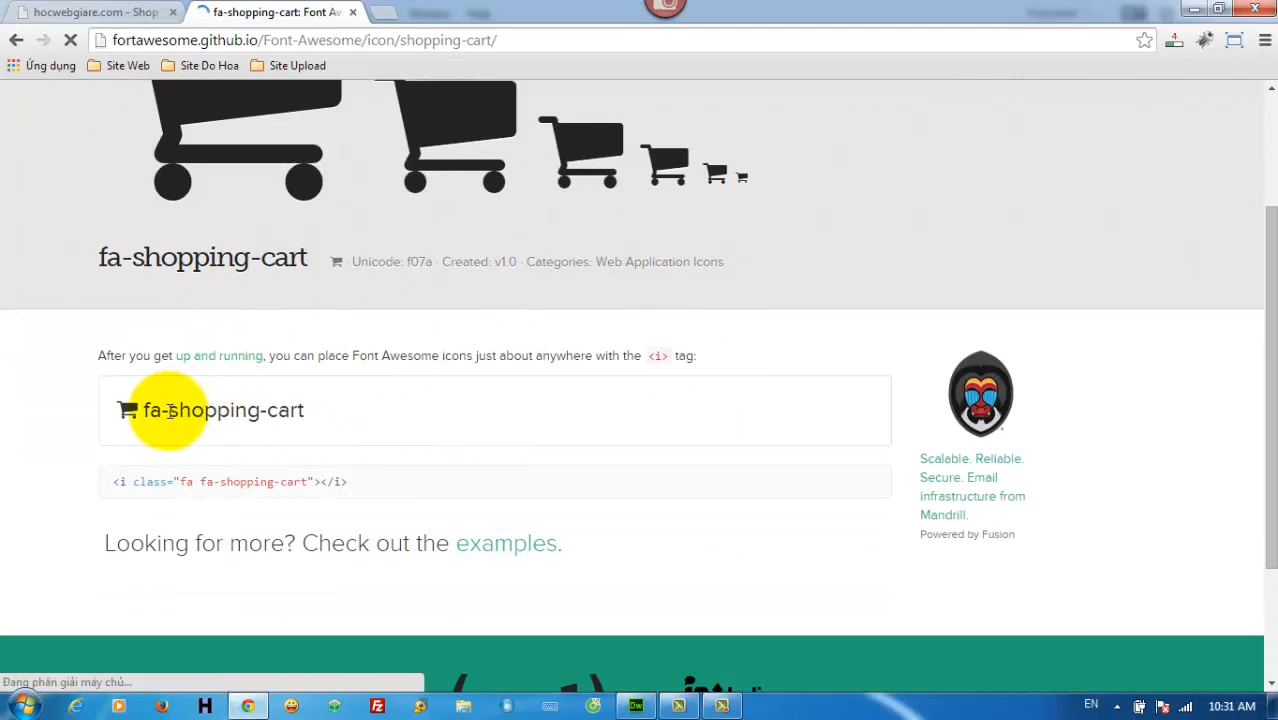 hocwebgiare.com - Shop
fa-shopping-cart: Font Aw
fortawesome.github.io/Font-Awesome/icon/shopping-cart/
4
Ứng dụng
Site Web
Site Do Hoa
Site Upload
fa-shopping-cart
Unicode: f07a · Created: v1.0 · Categories: Web Application Icons
After you get up and running, you can place Font Awesome icons just about anywhere with the <i> tag:
fa-shopping-cart
<i class="fa fa-shopping-cart"></i>
Scalable. Reliable.
Secure. Email
infrastructure from
Mandrill.
Powered by Fusion
Looking for more? Check out the examples.
Đang phân giải máy chủ...
H
Fz
Dw
EN
10:31 AM